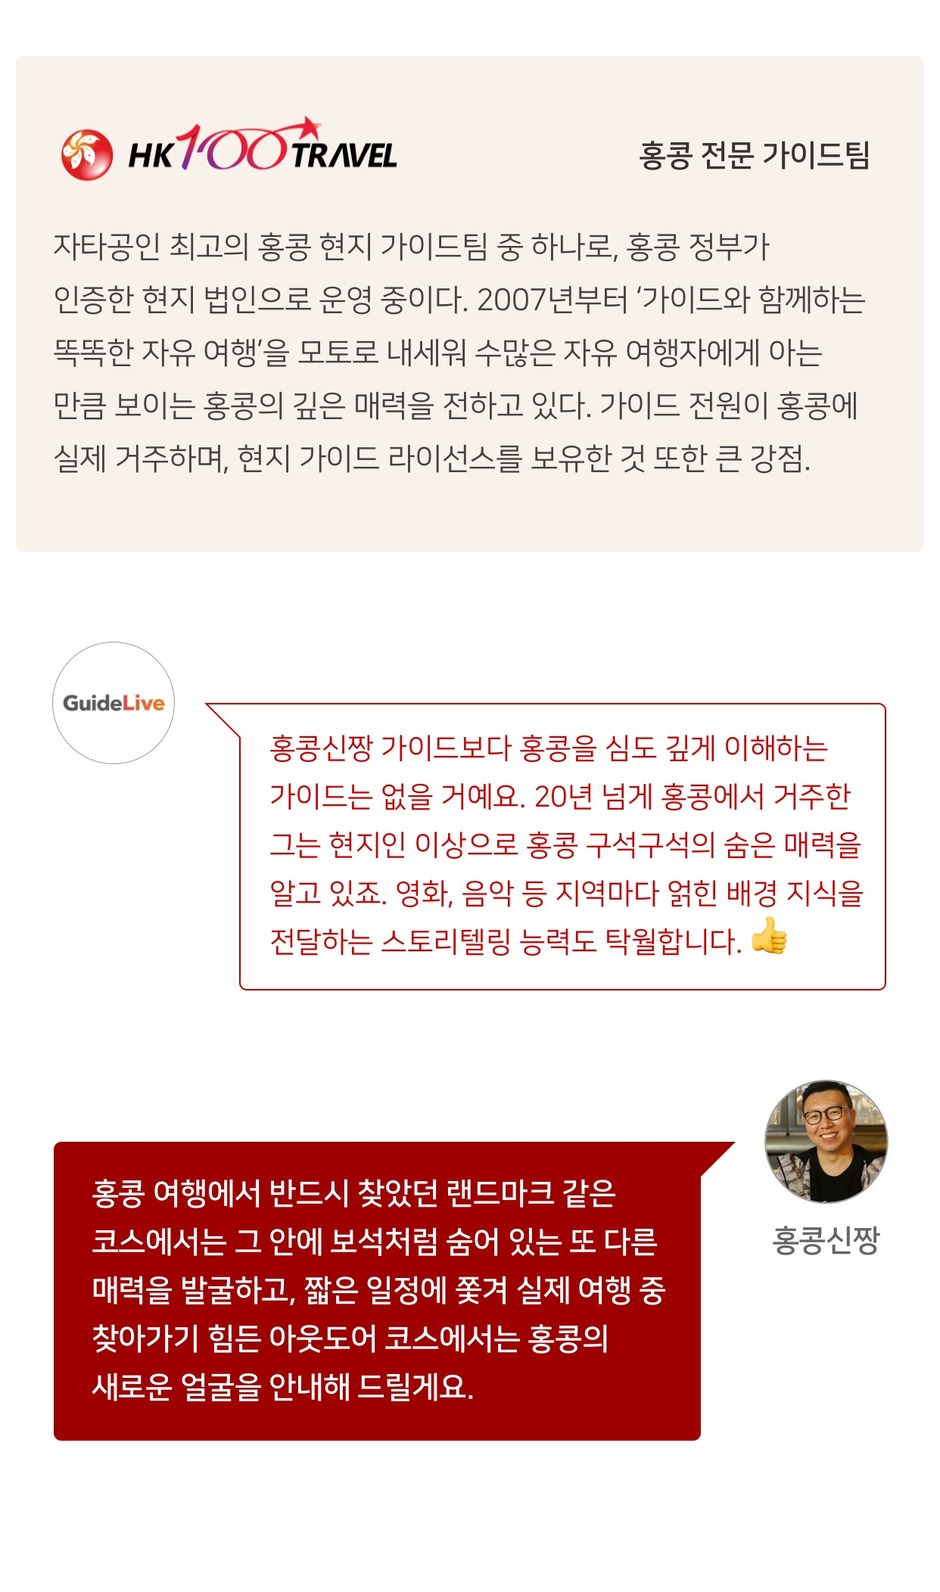 HK 100 TRAVEL
홍콩 전문 가이드팀
자타공인 최고의 홍콩 현지 가이드팀 중 하나로, 홍콩 정부가
인증한 현지 법인으로 운영 중이다. 2007년부터 ‘가이드와 함께하는
똑똑한 자유 여행’을 모토로 내세워 수많은 자유 여행자에게 아는
만큼 보이는 홍콩의 깊은 매력을 전하고 있다. 가이드 전원이 홍콩에
실제 거주하며, 현지 가이드 라이선스를 보유한 것 또한 큰 강점.
GuideLive
홍콩신짱 가이드보다 홍콩을 심도 깊게 이해하는
가이드는 없을 거예요. 20년 넘게 홍콩에서 거주한
그는 현지인 이상으로 홍콩 구석구석의 숨은 매력을
알고 있죠. 영화, 음악 등 지역마다 얽힌 배경 지식을
전달하는 스토리텔링 능력도 탁월합니다. 👍
홍콩신짱
홍콩 여행에서 반드시 찾았던 랜드마크 같은
코스에서는 그 안에 보석처럼 숨어 있는 또 다른
매력을 발굴하고, 짧은 일정에 쫓겨 실제 여행 중
찾아가기 힘든 아웃도어 코스에서는 홍콩의
새로운 얼굴을 안내해 드릴게요.